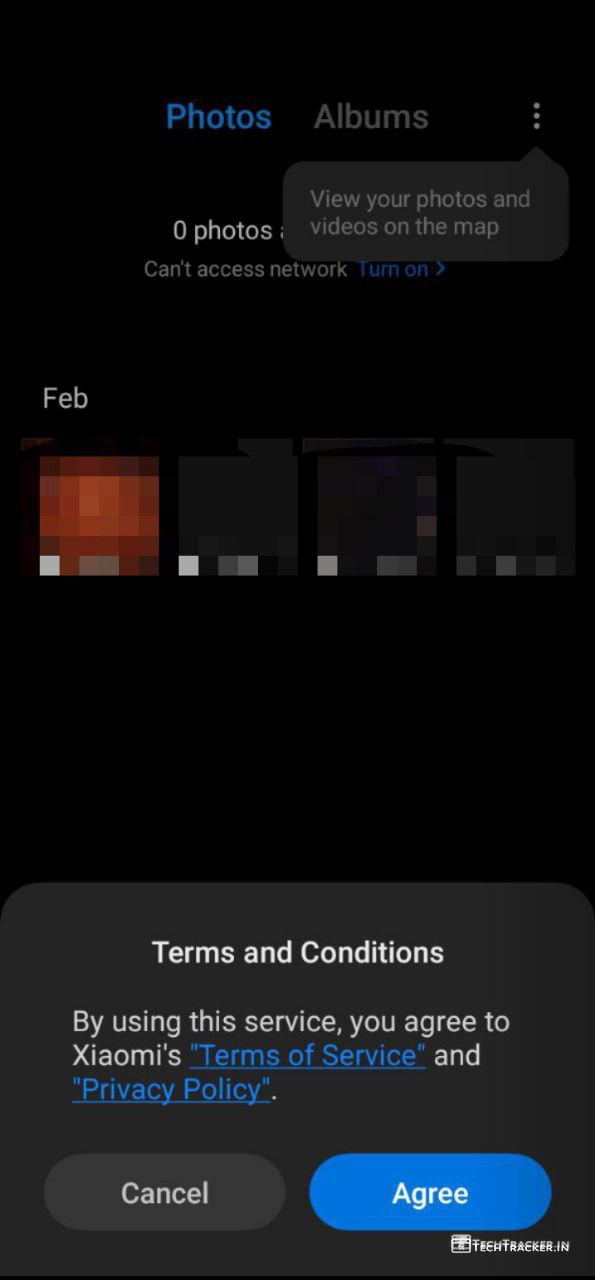 Photos Albums
View your photos and
videos on the map
0 photos
Can't access network Turn on >
Feb
Terms and Conditions
By using this service, you agree to
Xiaomi's "Terms of Service" and
"Privacy Policy".
Cancel Agree
TECHTRACKER.IN